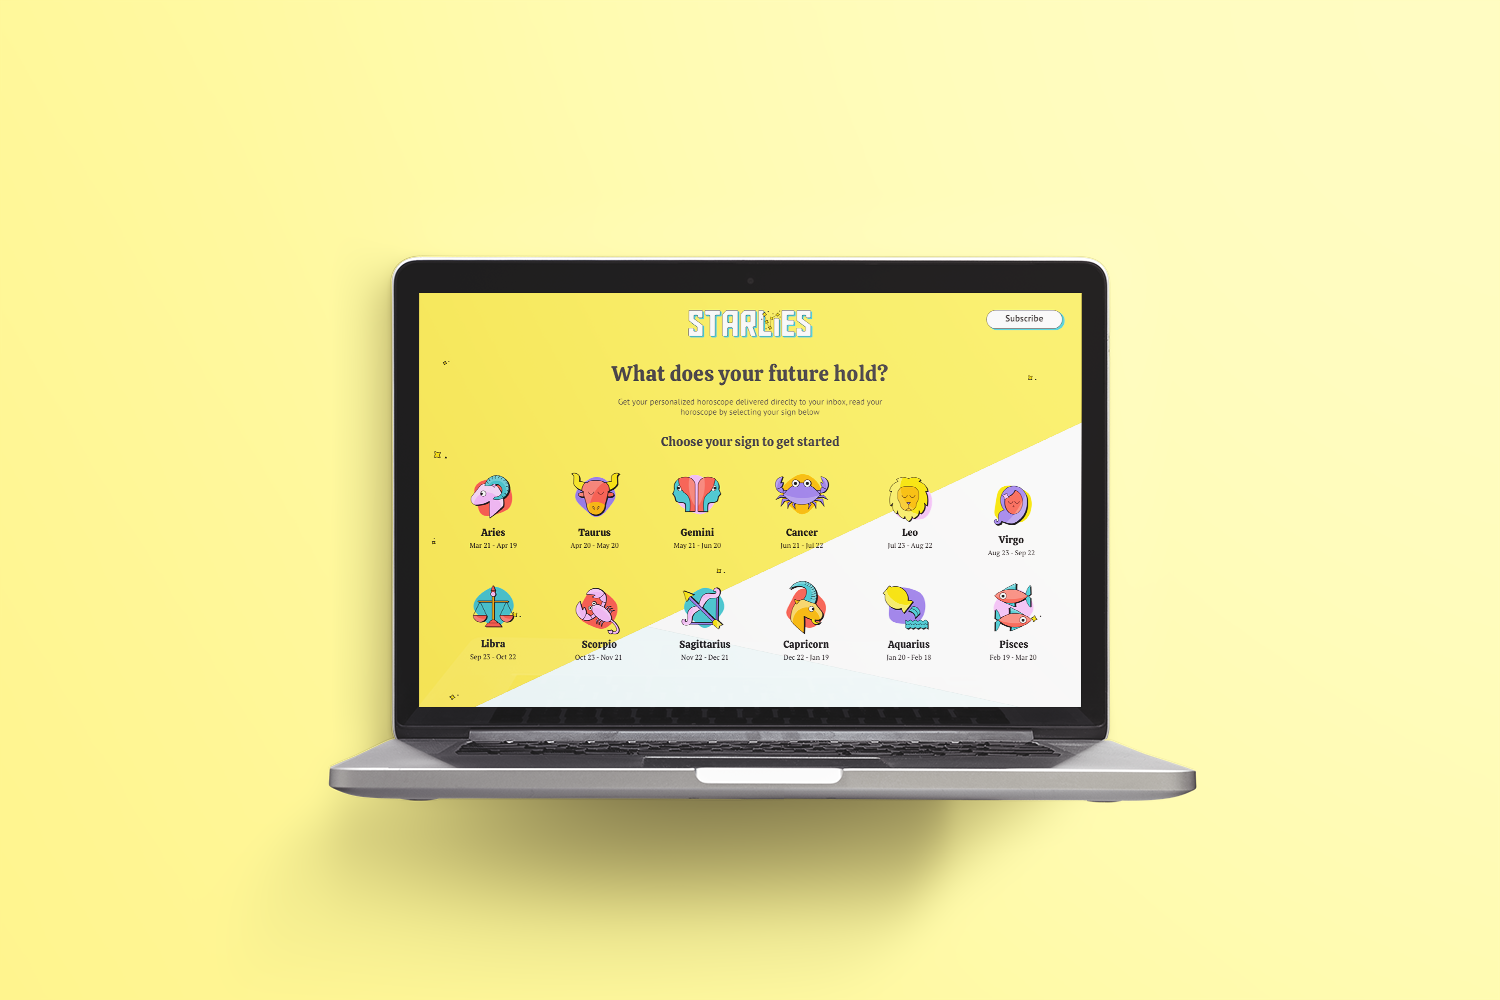 STARLIES
Subscribe
What does your future hold?
Get your personalized horoscope delivered direclty to your inbox, read your
horoscope by selecting your sign below
Choose your sign to get started
Aries
Mar 21 - Apr 19
Taurus
Apr 20 - May 20
Gemini
May 21 - Jun 20
Cancer
Jun 21 - Jul 22
Leo
Jul 23 - Aug 22
Virgo
Aug 23 - Sep 22
Libra
Sep 23 - Oct 22
Scorpio
Oct 23 - Nov 21
Sagittarius
Nov 22 - Dec 21
Capricorn
Dec 22 - Jan 19
Aquarius
Jan 20 - Feb 18
Pisces
Feb 19 - Mar 20